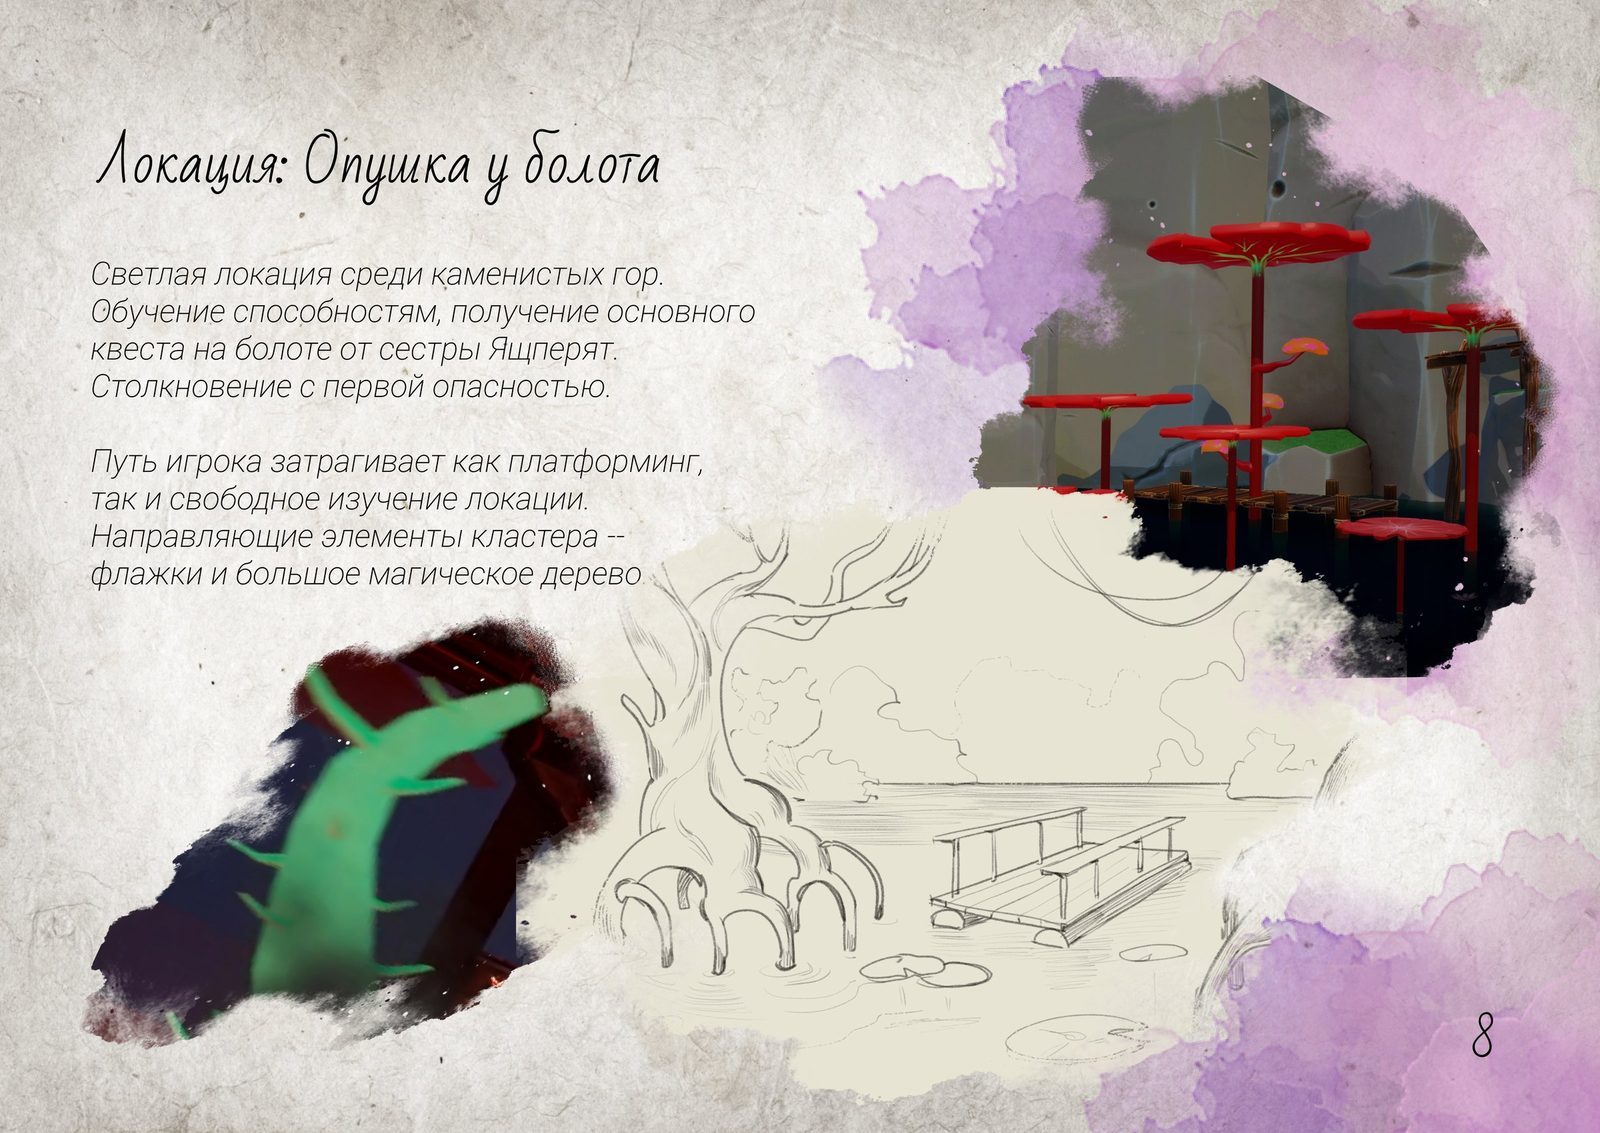 Локация: Опушка у болота
Светлая локация среди каменистых гор.
Обучение способностям, получение основного
квеста на болоте от сестры Ящперят.
Столкновение с первой опасностью.
Путь игрока затрагивает как платформинг,
так и свободное изучение локации.
Направляющие элементы кластера --
флажки и большое магическое дерево
8